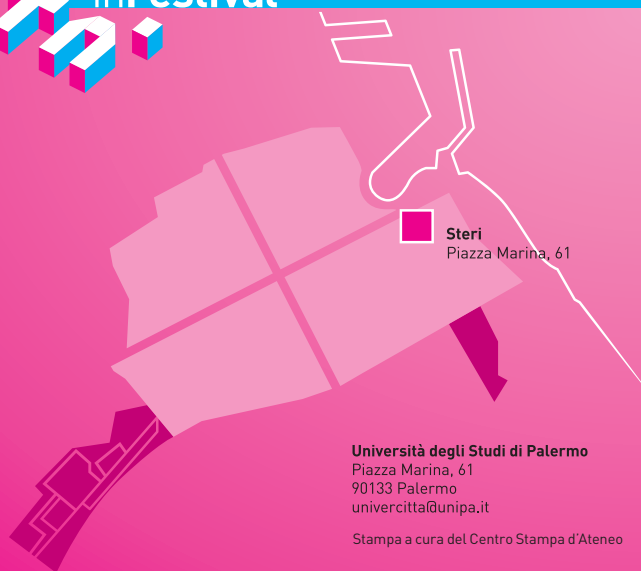 inFestival
Steri
Piazza Marina, 61
Università degli Studi di Palermo
Piazza Marina, 61
90133 Palermo
univercitta@unipa.it
Stampa a cura del Centro Stampa d'Ateneo